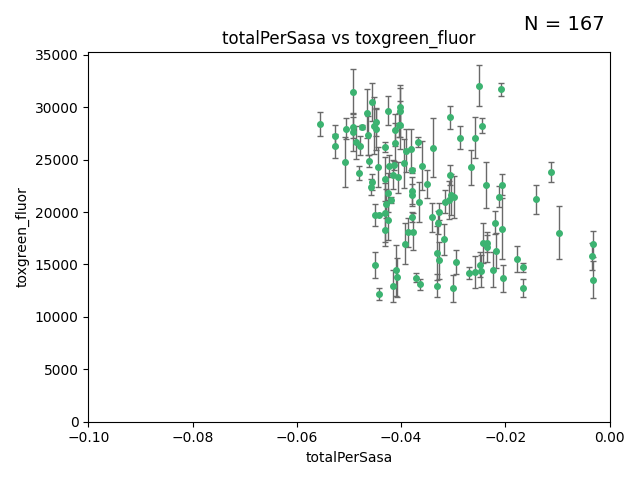 N = 167
totalPerSasa vs toxgreen_fluor
35000
30000
25000
20000
15000
10000
5000
0
toxgreen_fluor
−0.10 −0.08 −0.06 −0.04 −0.02 0.00
totalPerSasa